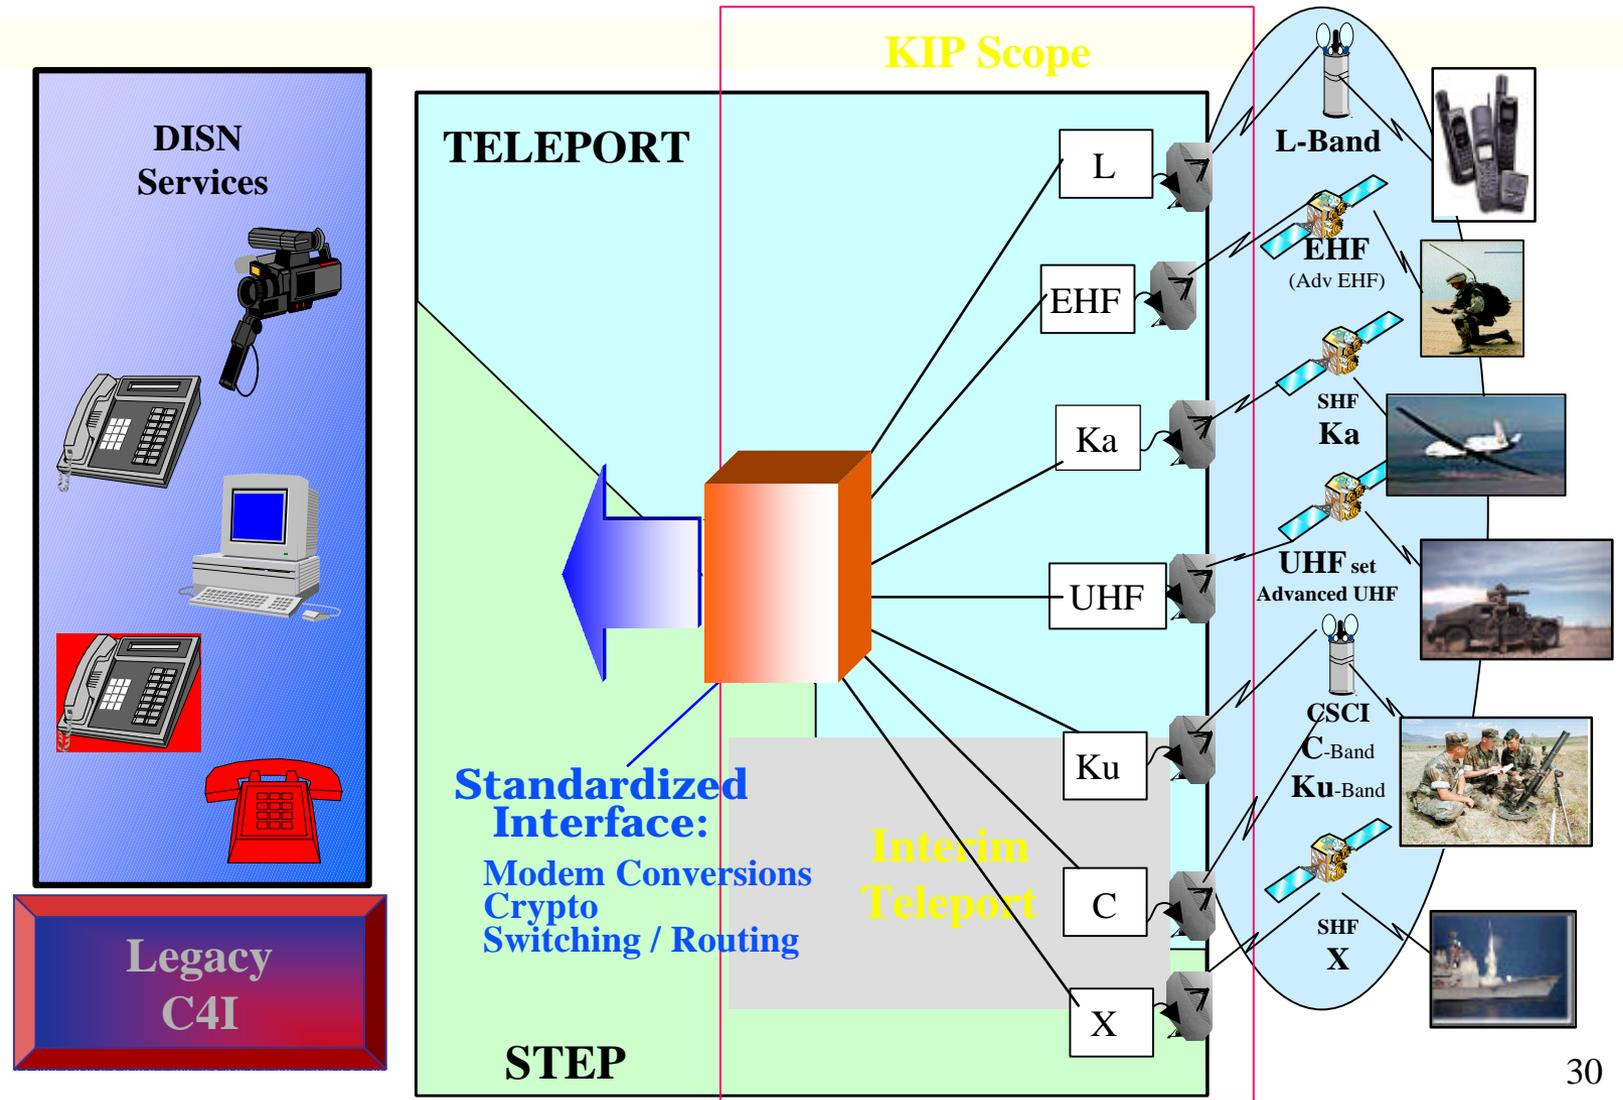 KIP Scope
DISN
Services
TELEPORT
L
EHF
Ka
UHF
Ku
C
X
L-Band
EHF
(Adv EHF)
SHF
Ka
UHF set
Advanced UHF
CSCI
C-Band
Ku-Band
SHF
X
Standardized
Interface:
Modem Conversions
Crypto
Switching / Routing
Interim
Teleport
STEP
Legacy
C4I
30